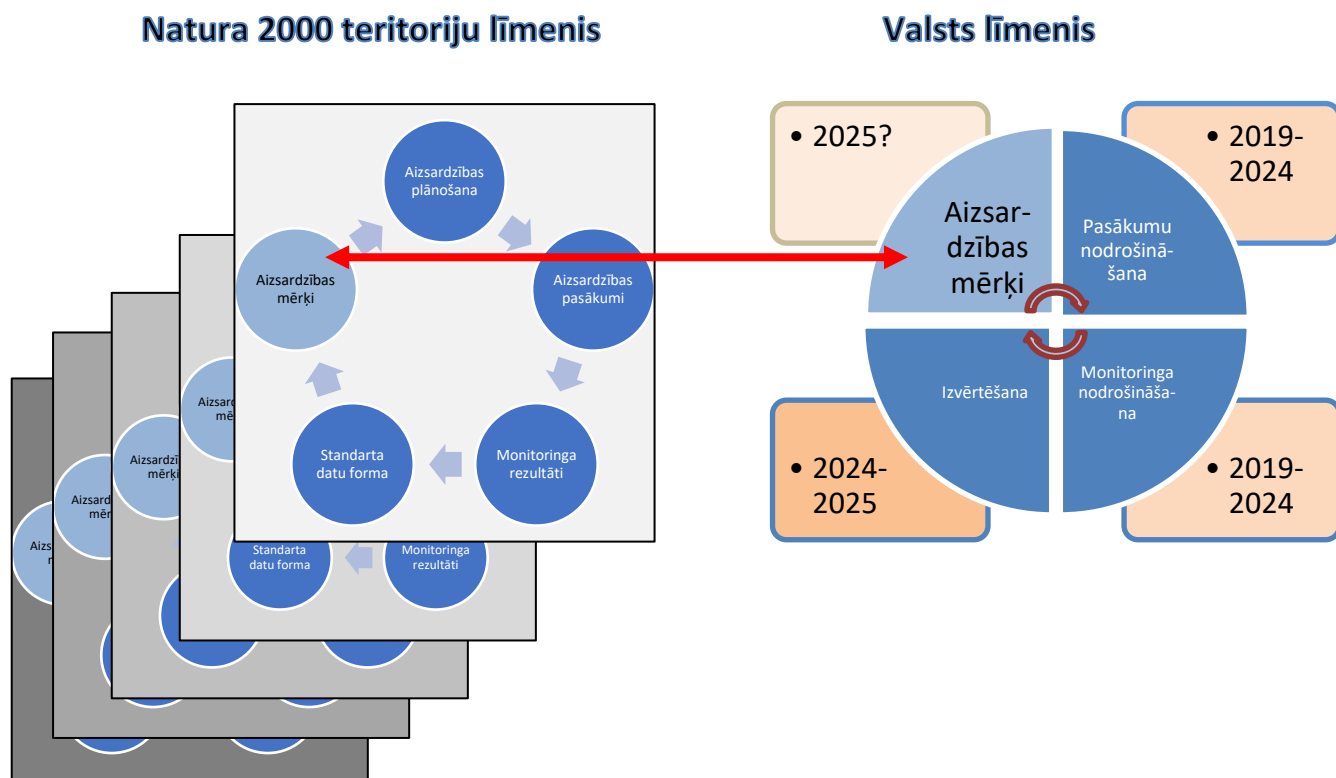 Natura 2000 teritoriju līmenis
Valsts līmenis
Aizsardzības
plānošana
Aizsardzības
mērķi
Aizsardzības
pasākumi
Standarta
datu forma
Monitoringa
rezultāti
Standarta
datu forma
Monitoringa
rezultāti
• 2025?
• 2019-
2024
Aizsar-
dzības
mērķi
Pasākumu
nodrošinā-
šana
Izvērtēšana
Monitoringa
nodrošināša-
na
• 2024-
2025
• 2019-
2024